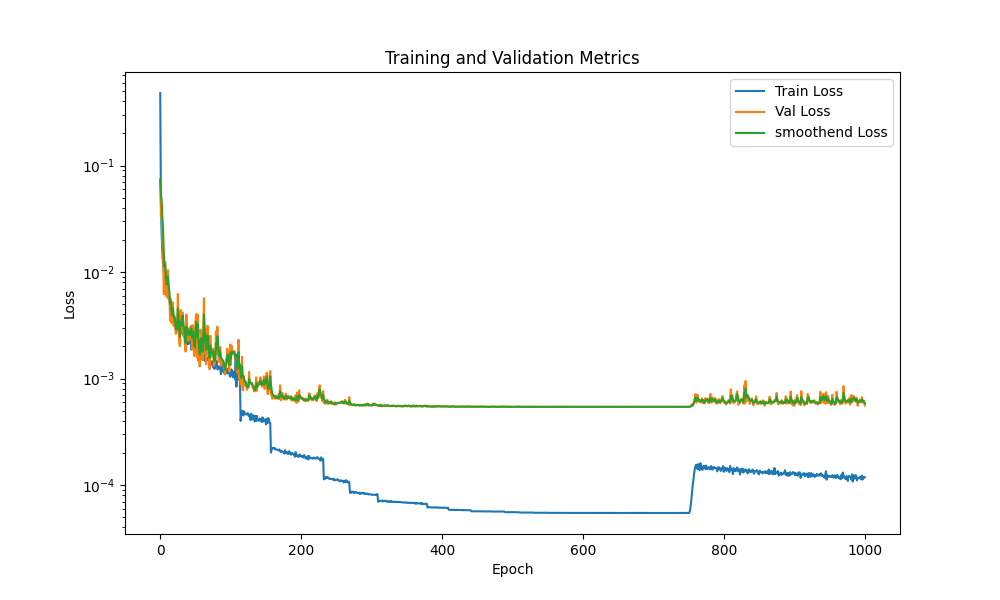 Training and Validation Metrics
Train Loss
Val Loss
smoothend Loss
10⁻¹
10⁻²
10⁻³
10⁻⁴
Loss
0 200 400 600 800 1000
Epoch